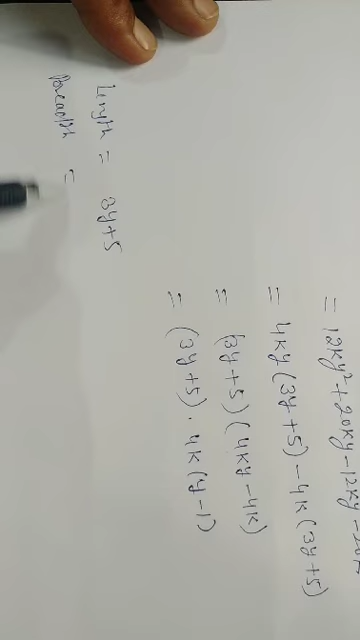 = 12ky² + 20ky - 12ky - 20k
= 4ky (3y+5) - 4k (3y+5)
= (3y+5) (4ky - 4k)
= (3y+5) . 4k (y-1)
Length = 3y+5
Breadth =